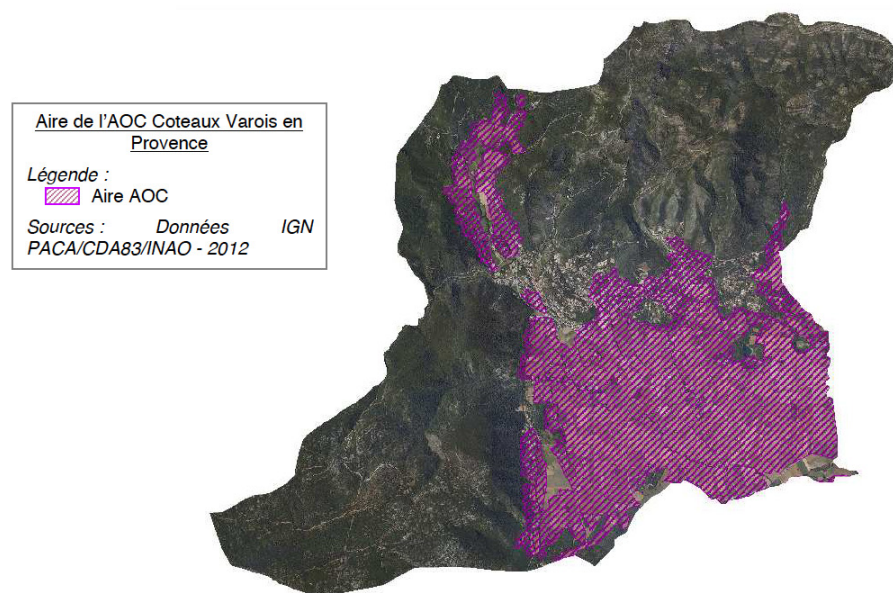 Aire de l'AOC Coteaux Varois en
Provence
Légende :
Aire AOC
Sources : Données IGN
PACA/CDA83/INAO - 2012